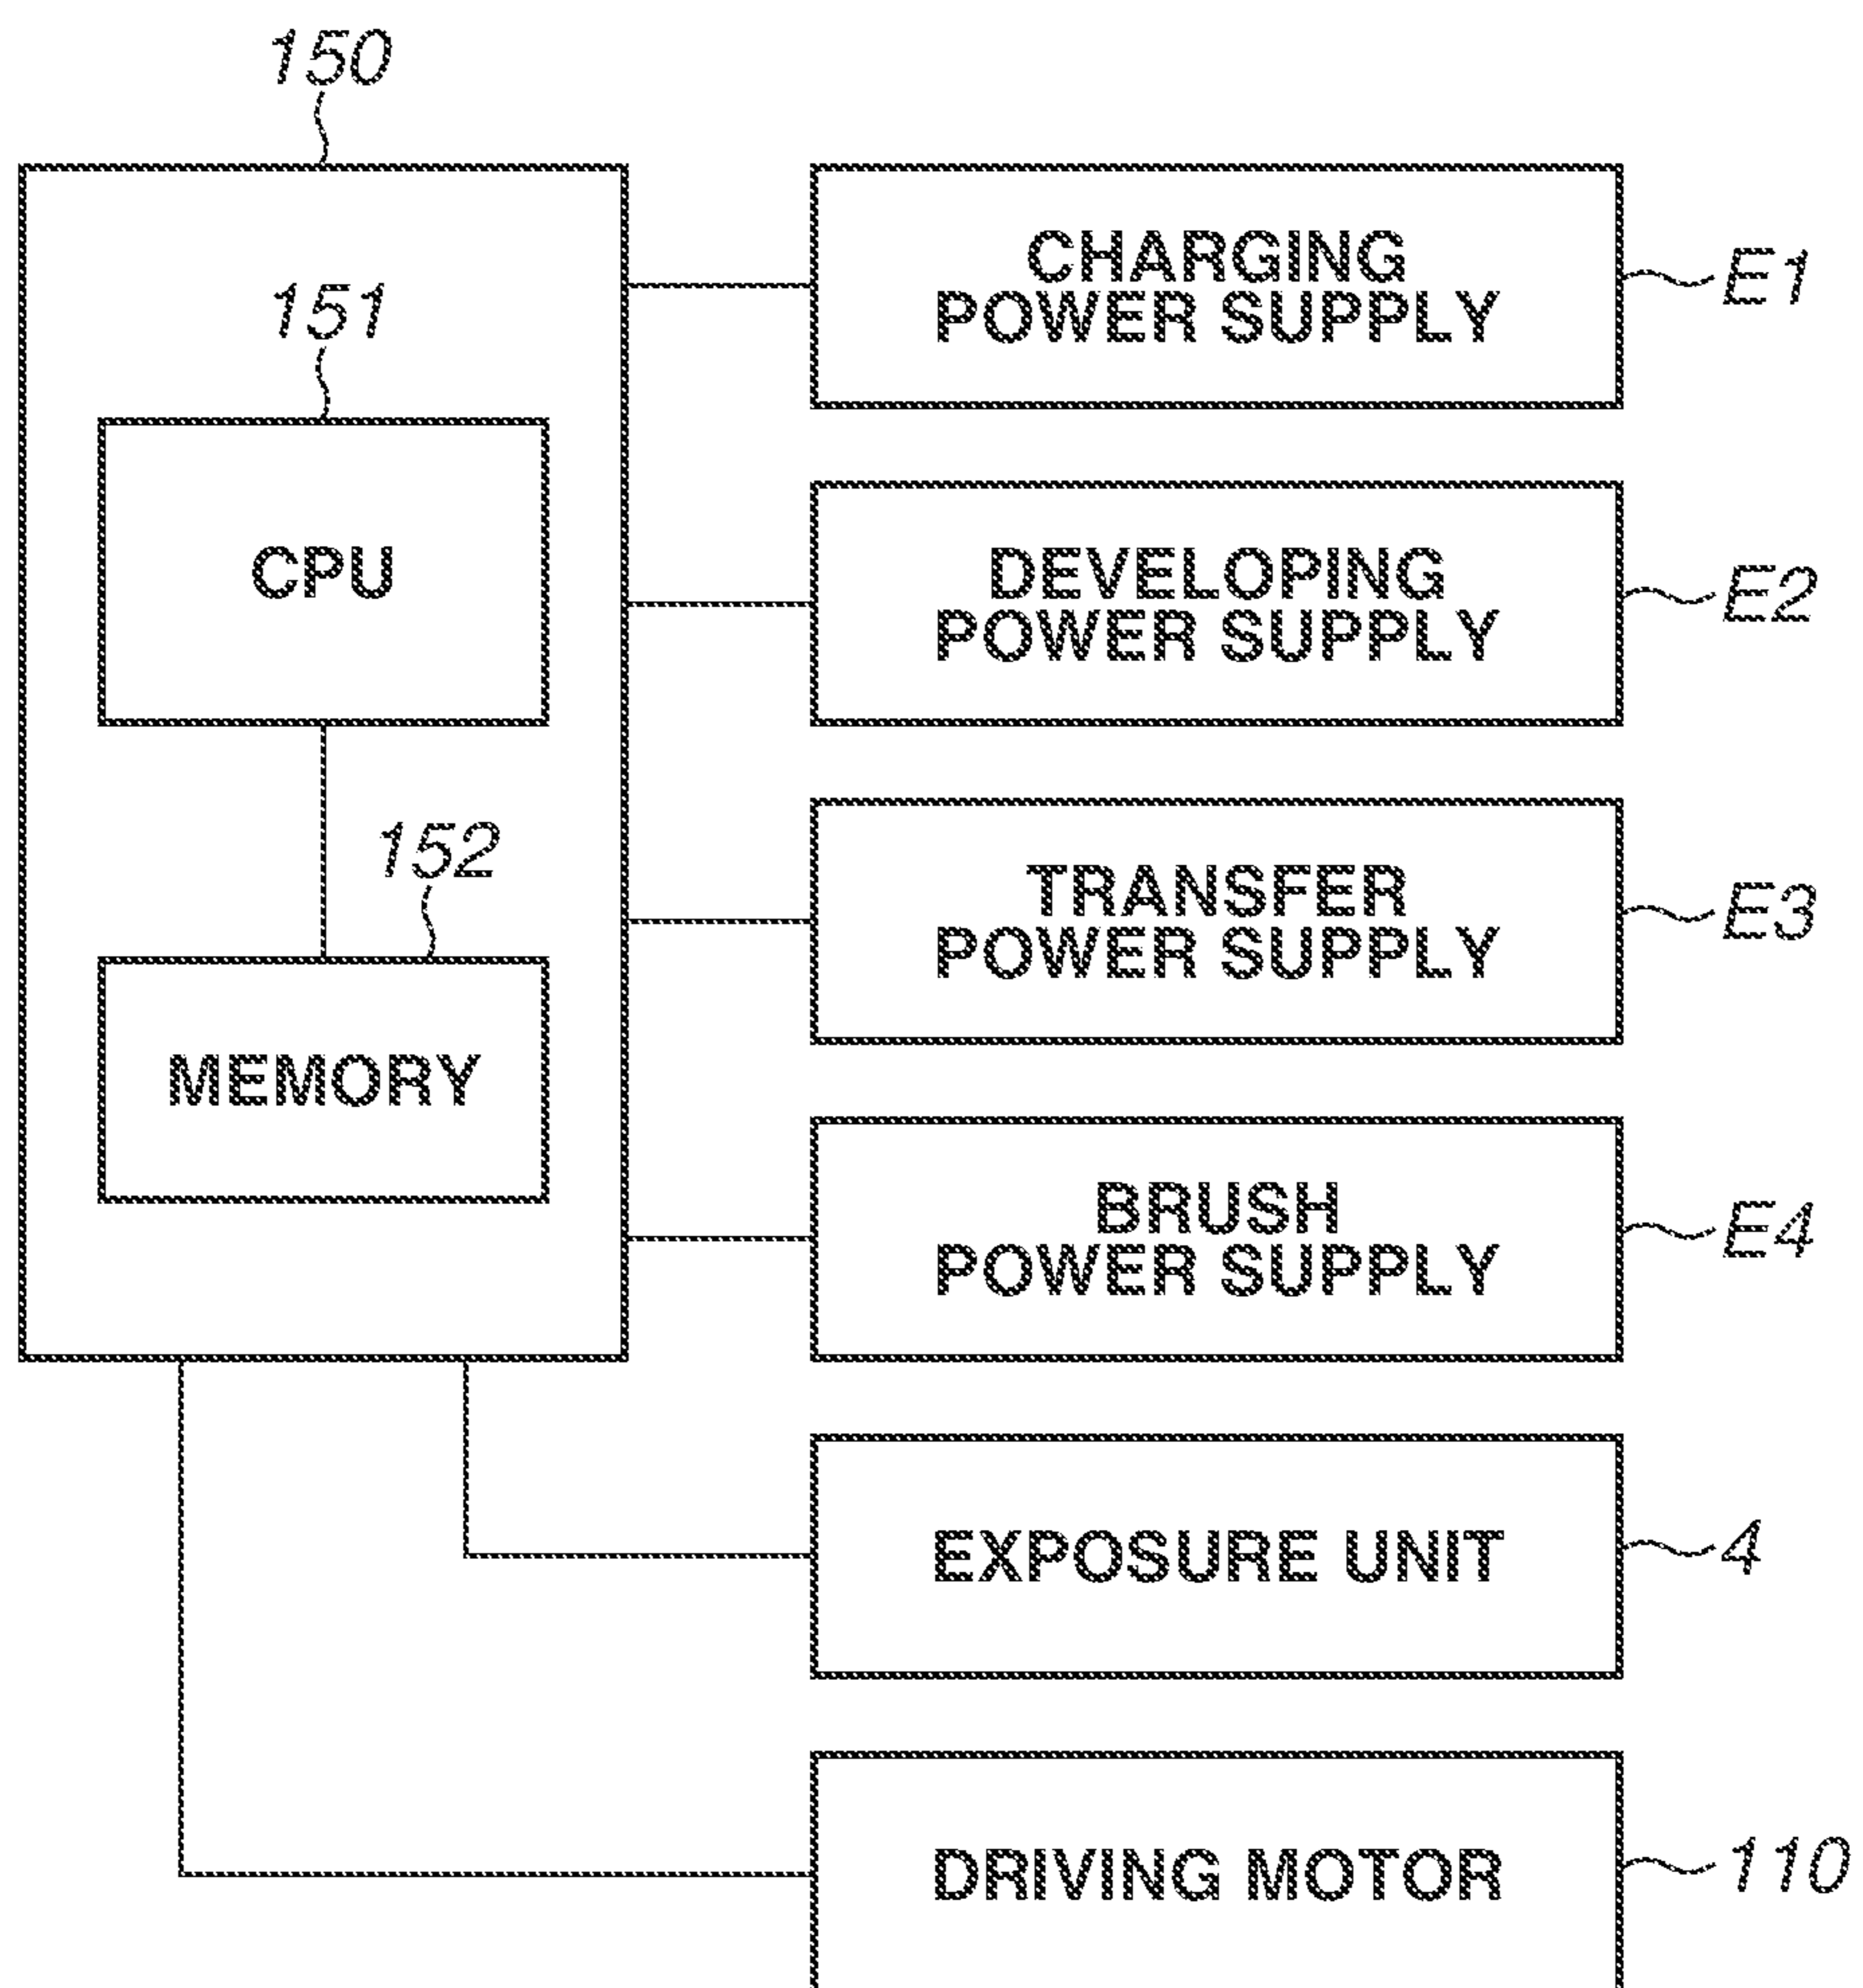 150
151
CPU
152
MEMORY
CHARGING
POWER SUPPLY
E1
DEVELOPING
POWER SUPPLY
E2
TRANSFER
POWER SUPPLY
E3
BRUSH
POWER SUPPLY
E4
EXPOSURE UNIT
4
DRIVING MOTOR
110